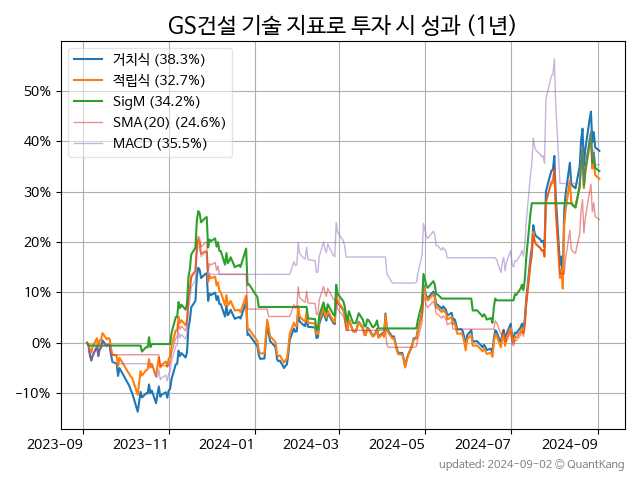 GS건설 기술 지표로 투자 시 성과 (1년)
거치식 (38.3%)
적립식 (32.7%)
SigM (34.2%)
SMA(20) (24.6%)
MACD (35.5%)
50%
40%
30%
20%
10%
0%
−10%
2023−09 2023−11 2024−01 2024−03 2024−05 2024−07 2024−09
updated: 2024-09-02 © QuantKang